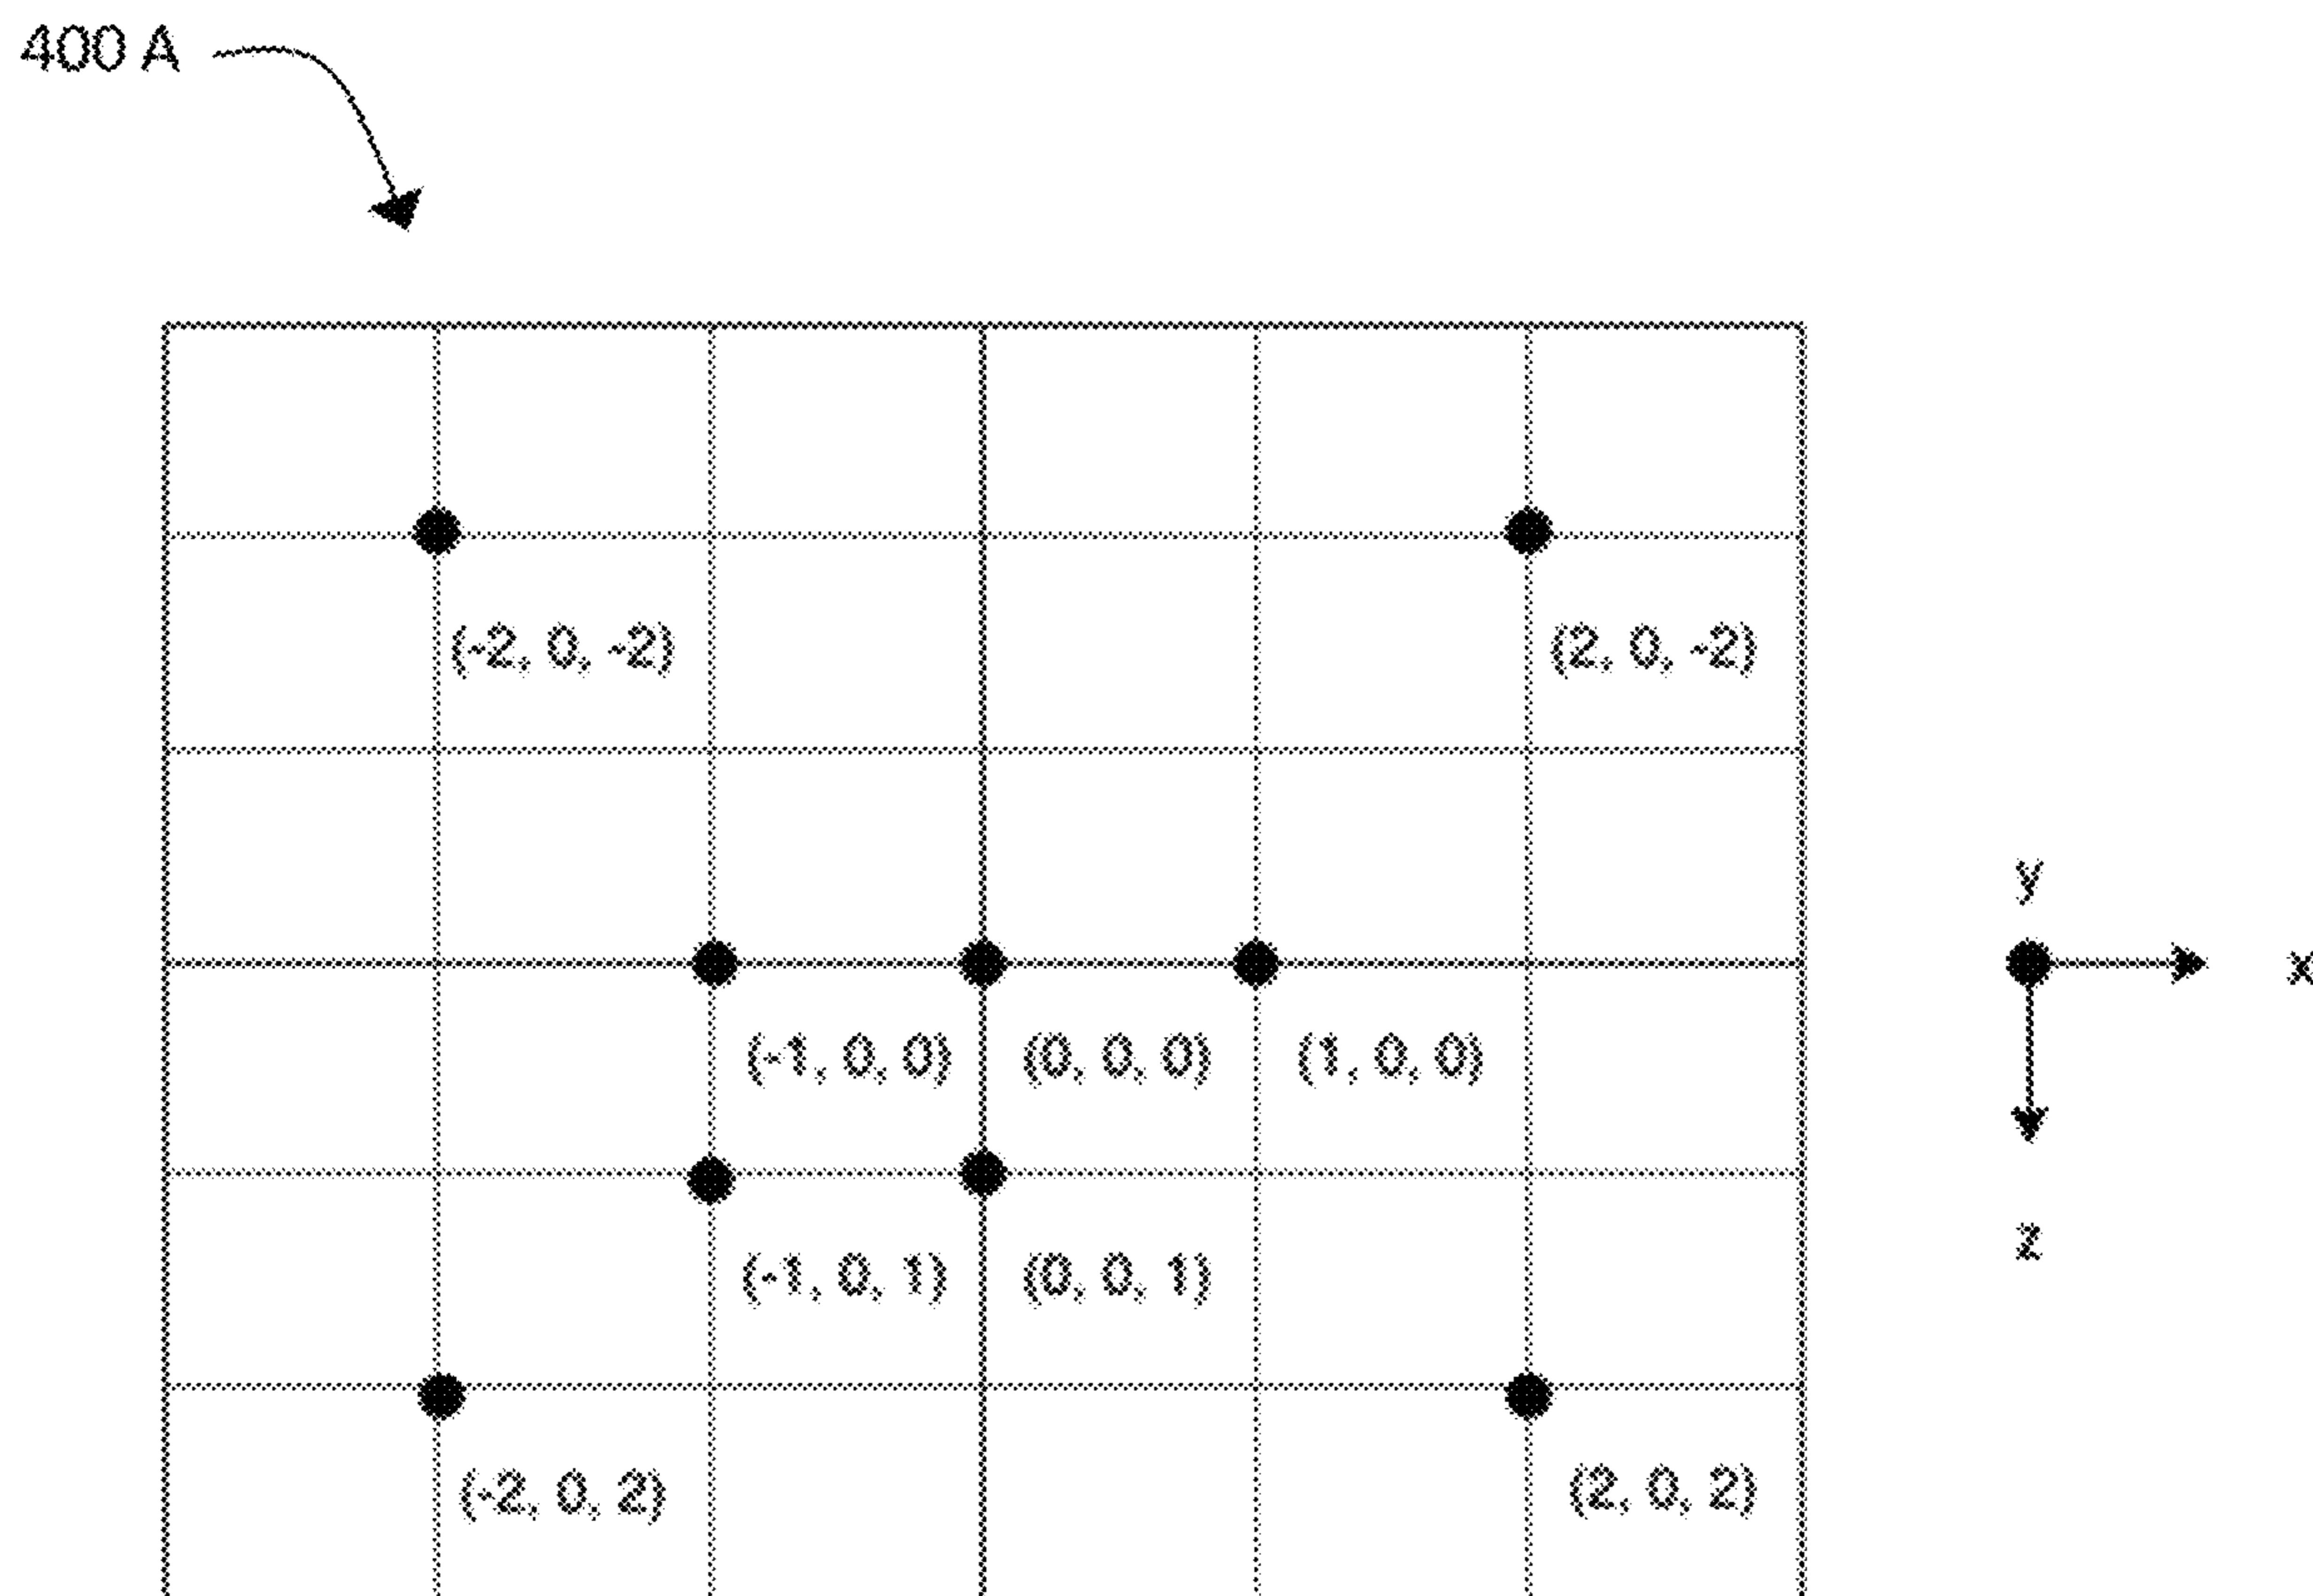 400 A
(-2, 0, -2) (2, 0, -2)
y
x
(-1, 0, 0) (0, 0, 0) (1, 0, 0)
z
(-1, 0, 1) (0, 0, 1)
(-2, 0, 2) (2, 0, 2)